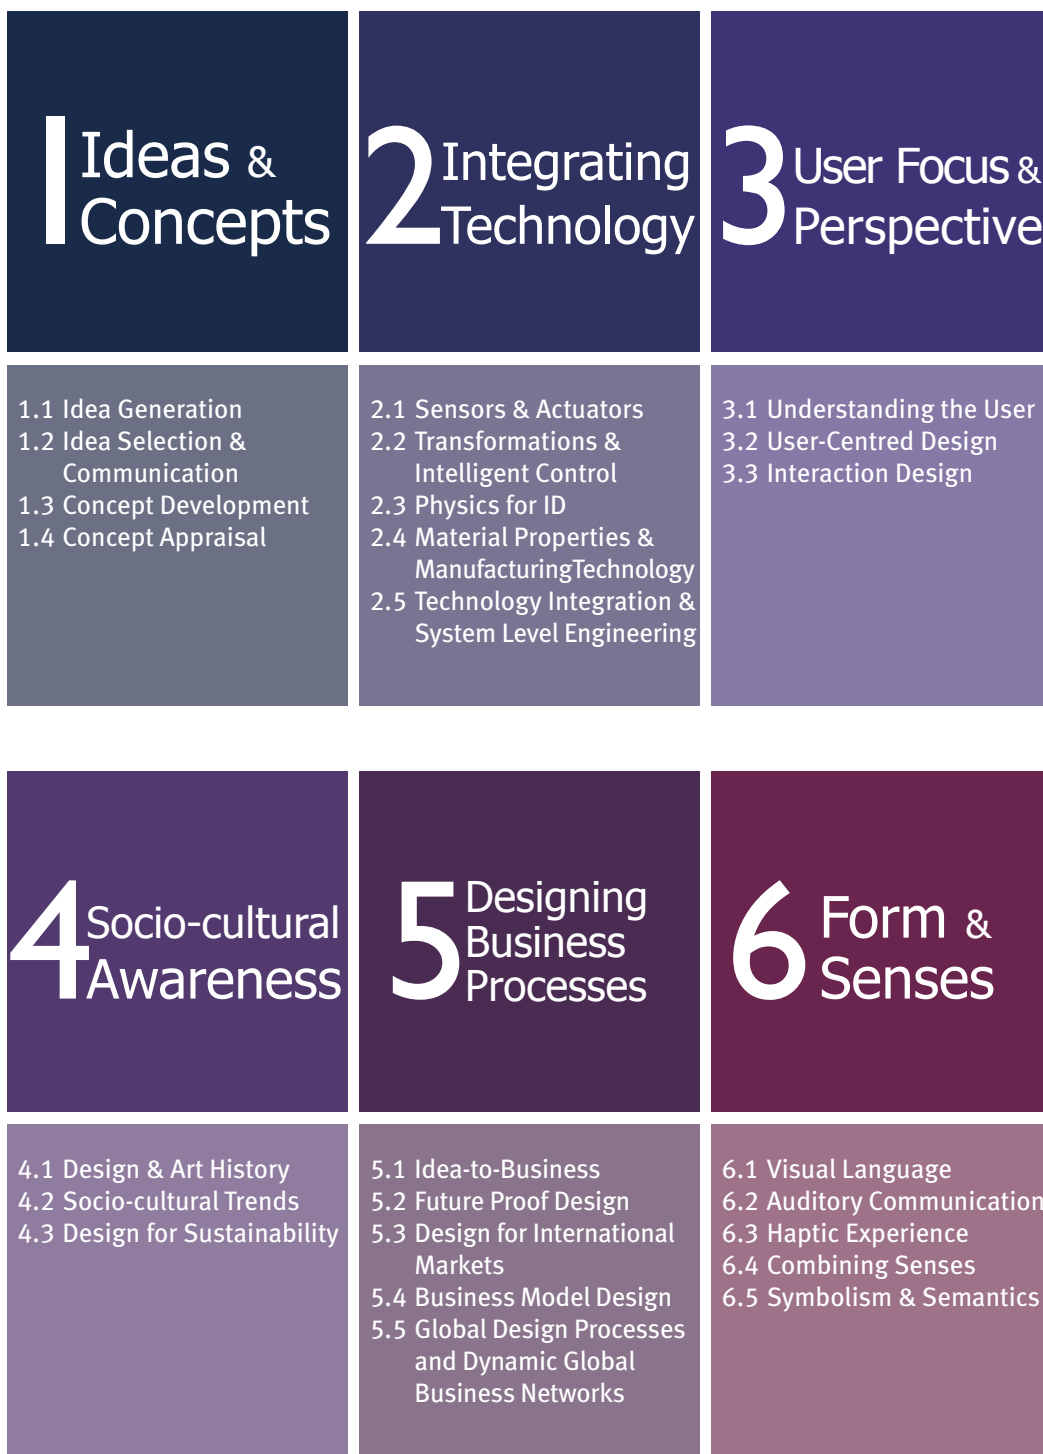 1 Ideas &
Concepts
2 Integrating
Technology
3 User Focus &
Perspective
1.1 Idea Generation
1.2 Idea Selection &
Communication
1.3 Concept Development
1.4 Concept Appraisal
2.1 Sensors & Actuators
2.2 Transformations &
Intelligent Control
2.3 Physics for ID
2.4 Material Properties &
ManufacturingTechnology
2.5 Technology Integration &
System Level Engineering
3.1 Understanding the User
3.2 User-Centred Design
3.3 Interaction Design
4 Socio-cultural
Awareness
5 Designing
Business
Processes
6 Form &
Senses
4.1 Design & Art History
4.2 Socio-cultural Trends
4.3 Design for Sustainability
5.1 Idea-to-Business
5.2 Future Proof Design
5.3 Design for International
Markets
5.4 Business Model Design
5.5 Global Design Processes
and Dynamic Global
Business Networks
6.1 Visual Language
6.2 Auditory Communication
6.3 Haptic Experience
6.4 Combining Senses
6.5 Symbolism & Semantics